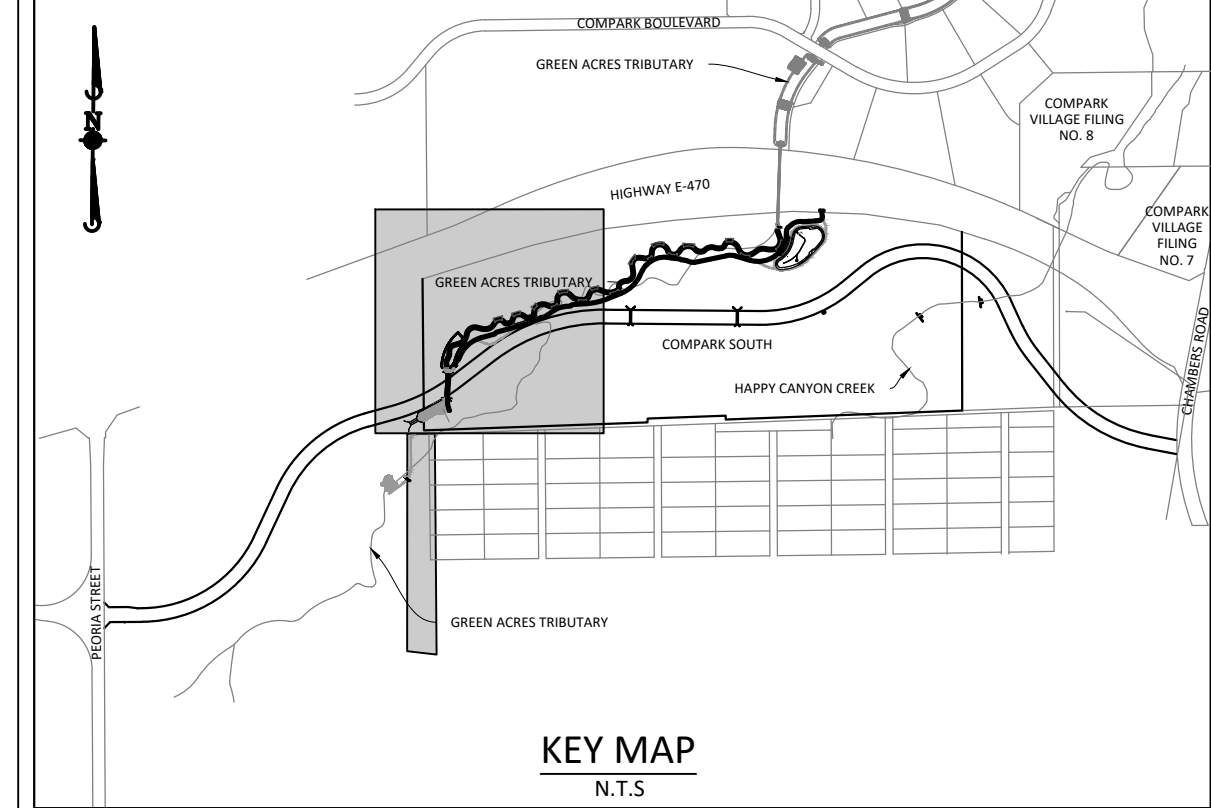 COMPARK BOULEVARD
GREEN ACRES TRIBUTARY
COMPARK
VILLAGE FILING
NO. 8
N
HIGHWAY E-470
COMPARK
VILLAGE
FILING
NO. 7
GREEN ACRES TRIBUTARY
COMPARK SOUTH
HAPPY CANYON CREEK
CHAMBERS ROAD
PEORIA STREET
GREEN ACRES TRIBUTARY
KEY MAP
N.T.S